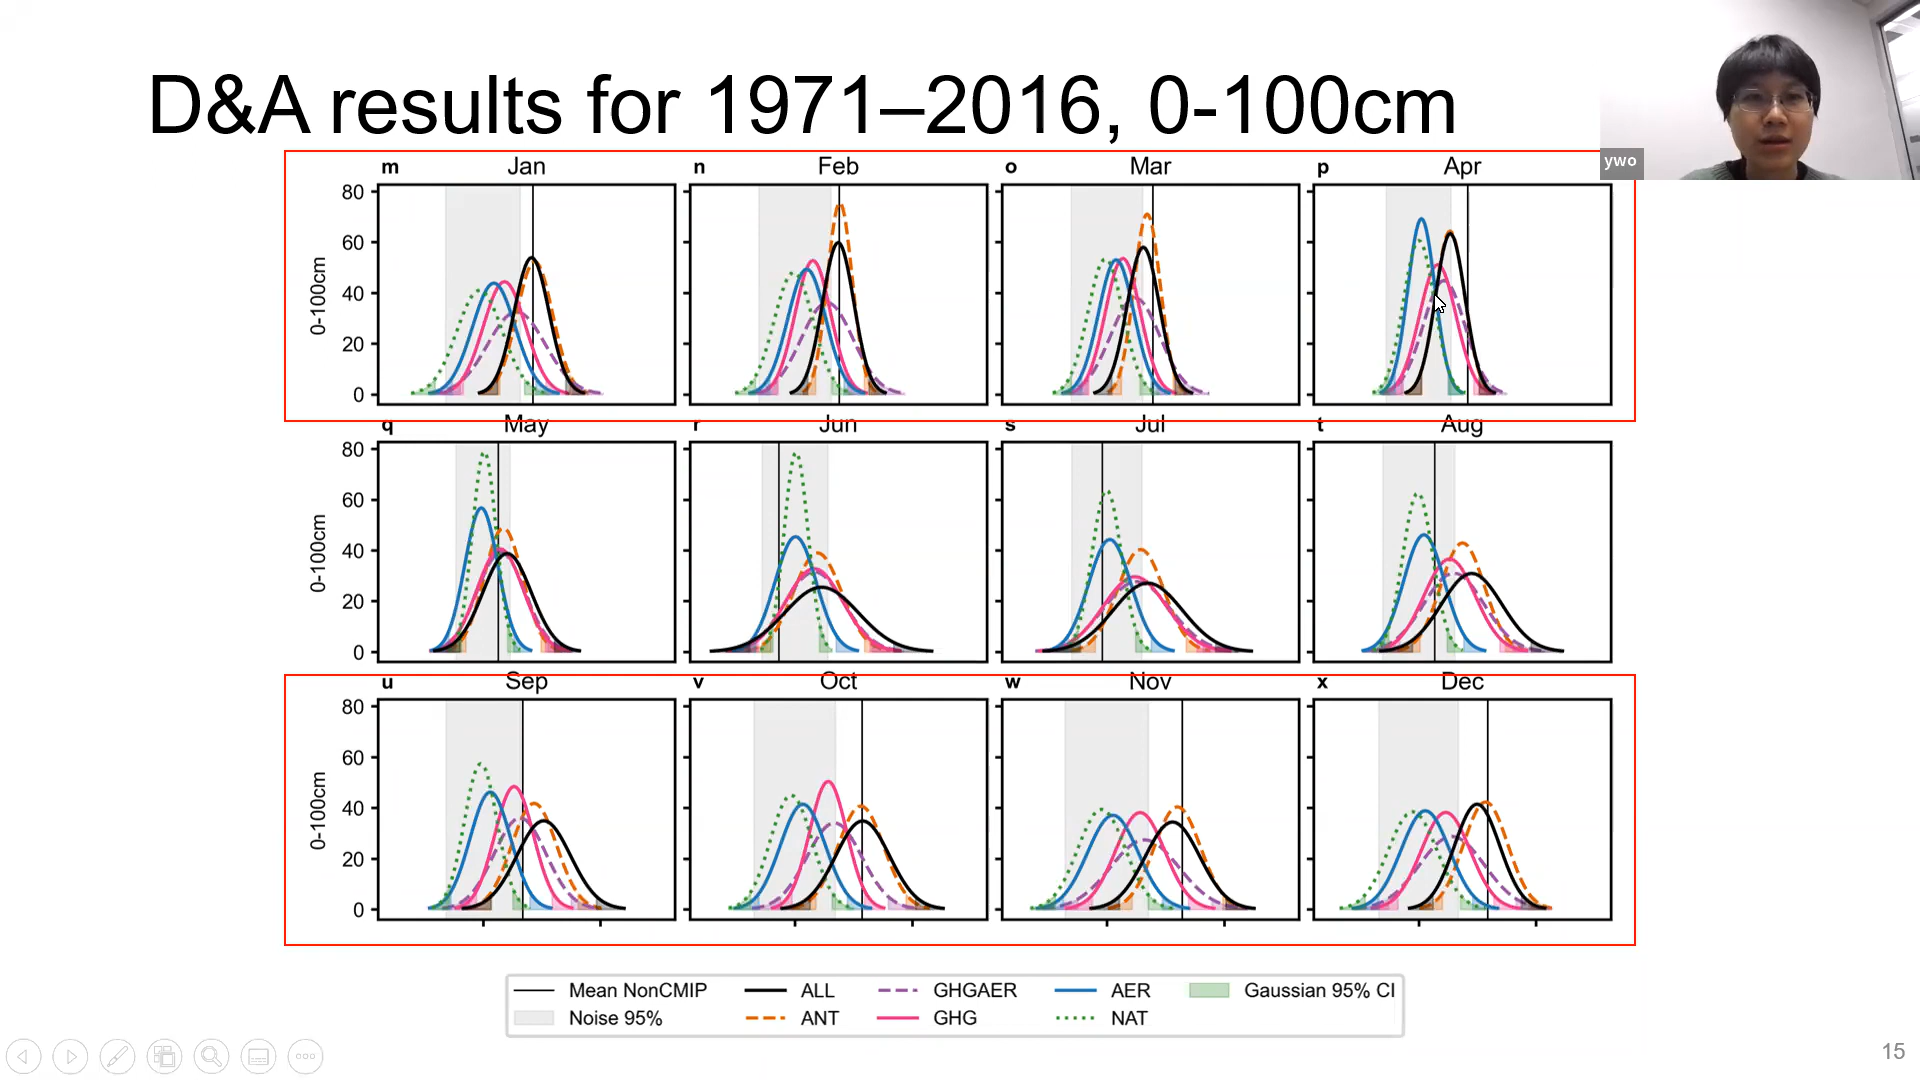 D&A results for 1971–2016, 0-100cm
ywo
m Jan n Feb o Mar p Apr
80
60
40
20
0
0-100cm
q May r Jun s Jul t Aug
80
60
40
20
0
0-100cm
u Sep v Oct w Nov x Dec
80
60
40
20
0
0-100cm
Mean NonCMIP ALL GHGAER AER Gaussian 95% CI
Noise 95% ANT GHG NAT
15